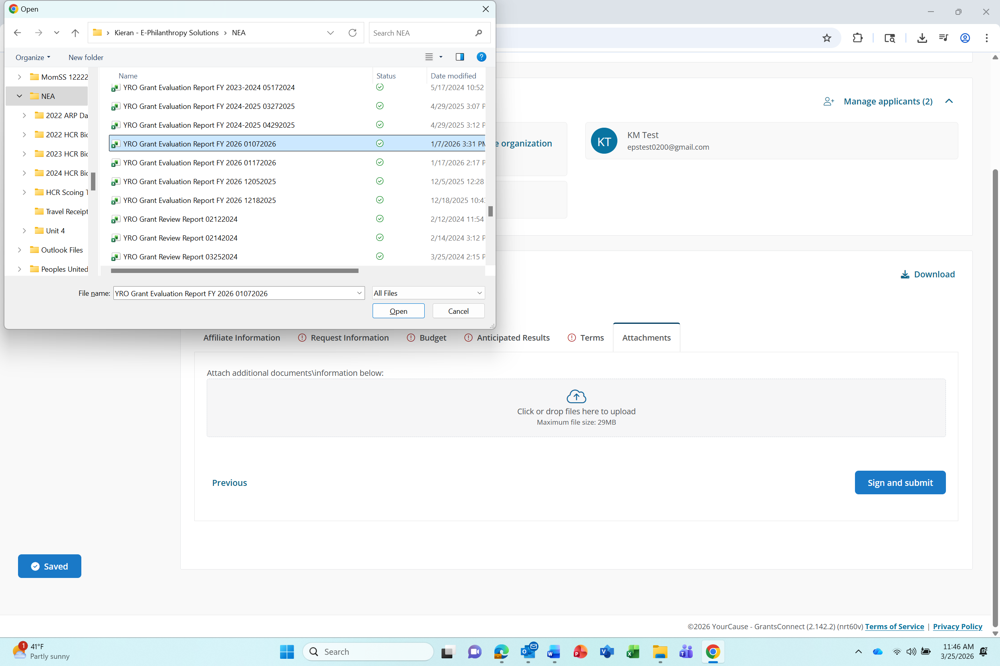 Open
Kieran - E-Philanthropy Solutions > NEA
Search NEA
Organize
New folder
MomSS 12222
NEA
2022 ARP Da
2022 HCR Bio
2023 HCR Bio
2024 HCR Bio
HCR Scoing T
Travel Receipt
Unit 4
Outlook Files
Peoples United
Name Status Date modified
YRO Grant Evaluation Report FY 2023-2024 05172024 5/17/2024 10:52
YRO Grant Evaluation Report FY 2024-2025 03272025 4/29/2025 3:07 P
YRO Grant Evaluation Report FY 2024-2025 04292025 4/29/2025 3:12 P
YRO Grant Evaluation Report FY 2026 01072026 1/7/2026 3:31 PM
YRO Grant Evaluation Report FY 2026 01172026 1/17/2026 2:17 P
YRO Grant Evaluation Report FY 2026 12052025 12/5/2025 12:28
YRO Grant Evaluation Report FY 2026 12182025 12/18/2025 10:43
YRO Grant Review Report 02122024 2/12/2024 11:54
YRO Grant Review Report 02142024 2/14/2024 3:12 P
YRO Grant Review Report 03252024 3/25/2024 2:15 P
File name: YRO Grant Evaluation Report FY 2026 01072026
All Files
Open
Cancel
Manage applicants (2)
e organization
KT
KM Test
epstest0200@gmail.com
Download
Affiliate Information
Request Information
Budget
Anticipated Results
Terms
Attachments
Attach additional documents\information below:
Click or drop files here to upload
Maximum file size: 29MB
Previous
Sign and submit
Saved
©2026 YourCause - GrantsConnect (2.142.2) (nrt60v) Terms of Service | Privacy Policy
1
41°F
Partly sunny
Search
11:46 AM
3/25/2026